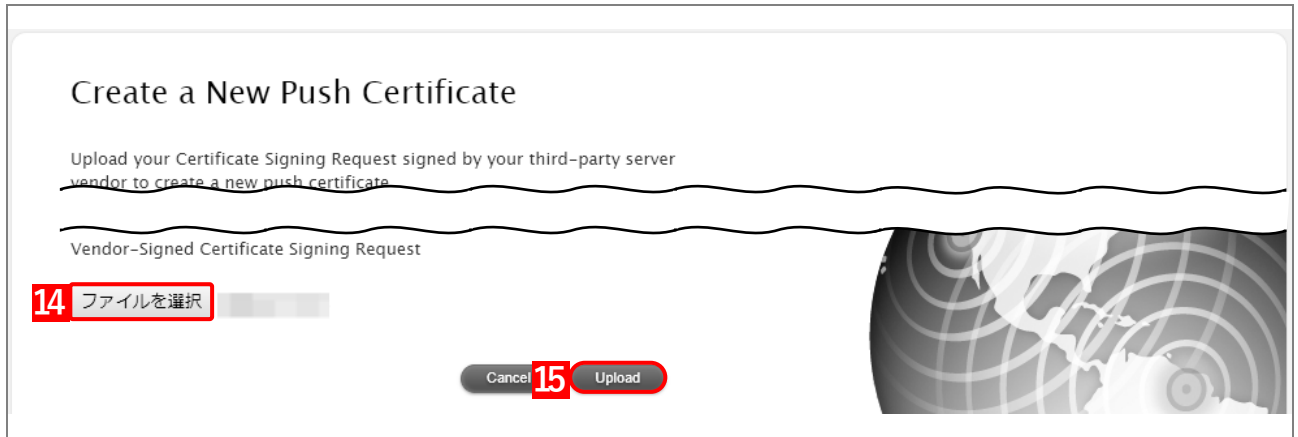 Create a New Push Certificate
Upload your Certificate Signing Request signed by your third-party server
vendor to create a new push certificate
Vendor-Signed Certificate Signing Request
14 ファイルを選択
Cancel 15 Upload